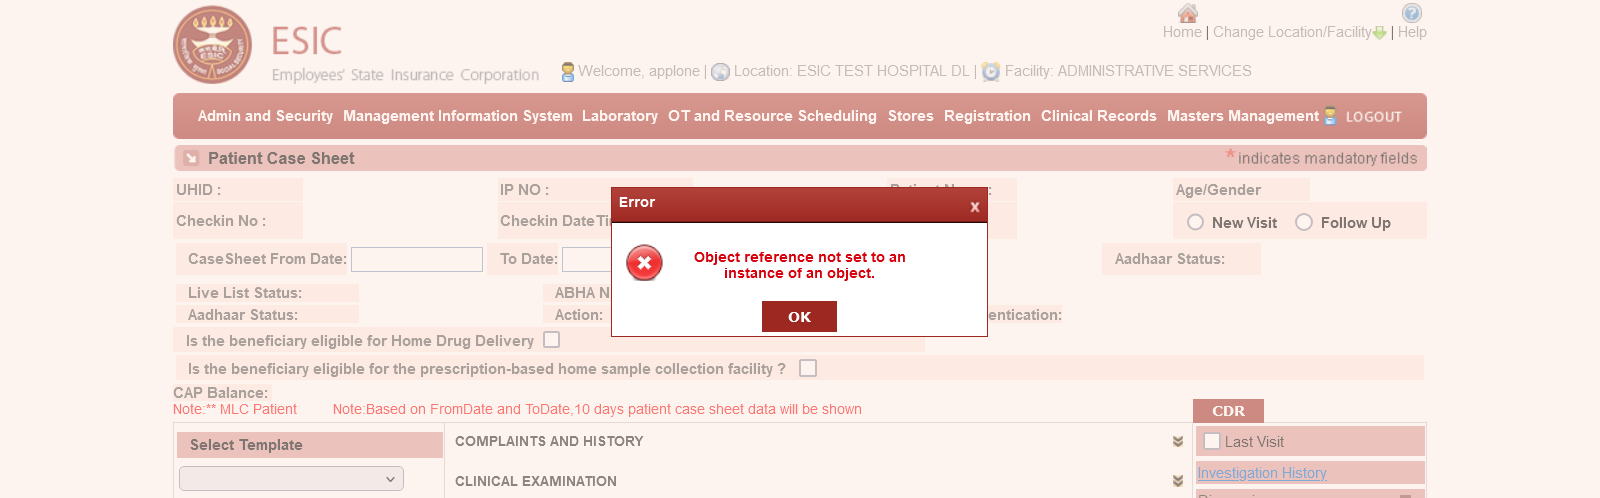 ESIC
Employees' State Insurance Corporation
Home | Change Location/Facility | Help
Welcome, applone | Location: ESIC TEST HOSPITAL DL | Facility: ADMINISTRATIVE SERVICES
Admin and Security Management Information System Laboratory OT and Resource Scheduling Stores Registration Clinical Records Masters Management LOGOUT
Patient Case Sheet * indicates mandatory fields
UHID : IP NO : Age/Gender
Error x
Checkin No : Checkin DateTi New Visit Follow Up
CaseSheet From Date: To Date: Aadhaar Status:
Object reference not set to an
instance of an object.
Live List Status: ABHA N
Aadhaar Status: Action: entication:
OK
Is the beneficiary eligible for Home Drug Delivery
Is the beneficiary eligible for the prescription-based home sample collection facility ?
CAP Balance:
Note:** MLC Patient Note:Based on FromDate and ToDate,10 days patient case sheet data will be shown
CDR
Select Template COMPLAINTS AND HISTORY Last Visit
Investigation History
CLINICAL EXAMINATION